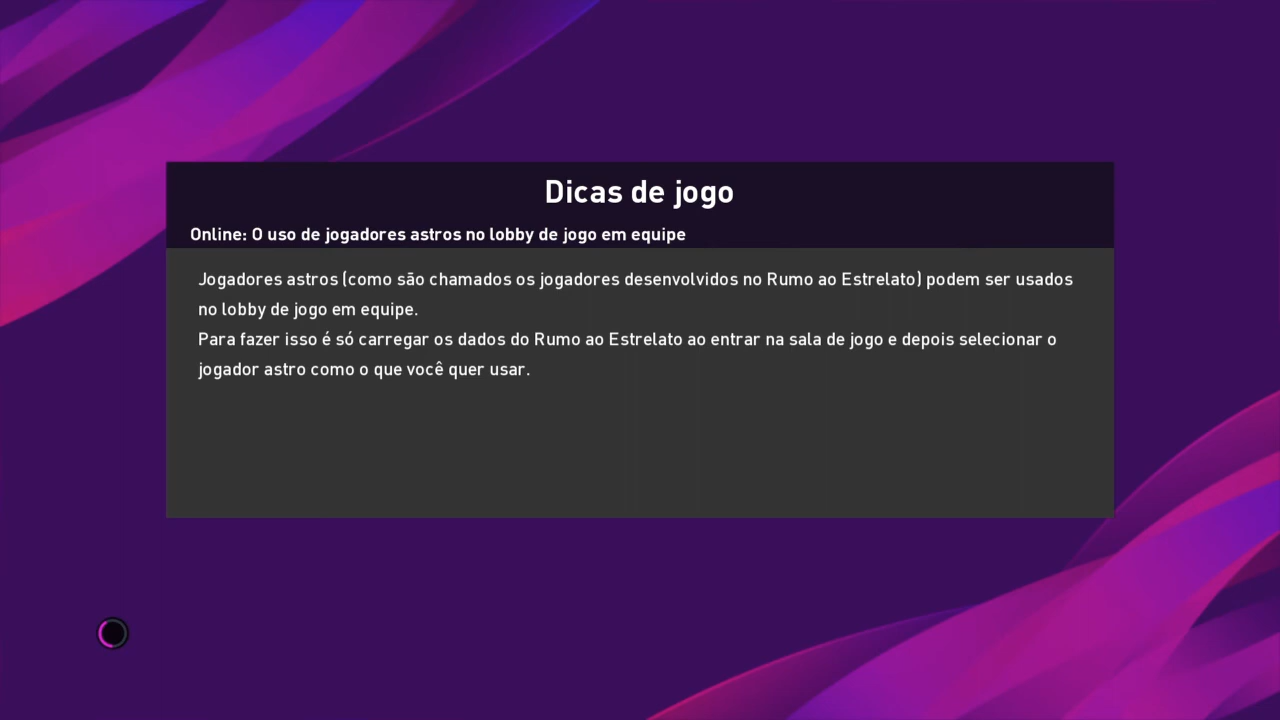 Dicas de jogo
Online: O uso de jogadores astros no lobby de jogo em equipe
Jogadores astros (como são chamados os jogadores desenvolvidos no Rumo ao Estrelato) podem ser usados
no lobby de jogo em equipe.
Para fazer isso é só carregar os dados do Rumo ao Estrelato ao entrar na sala de jogo e depois selecionar o
jogador astro como o que você quer usar.